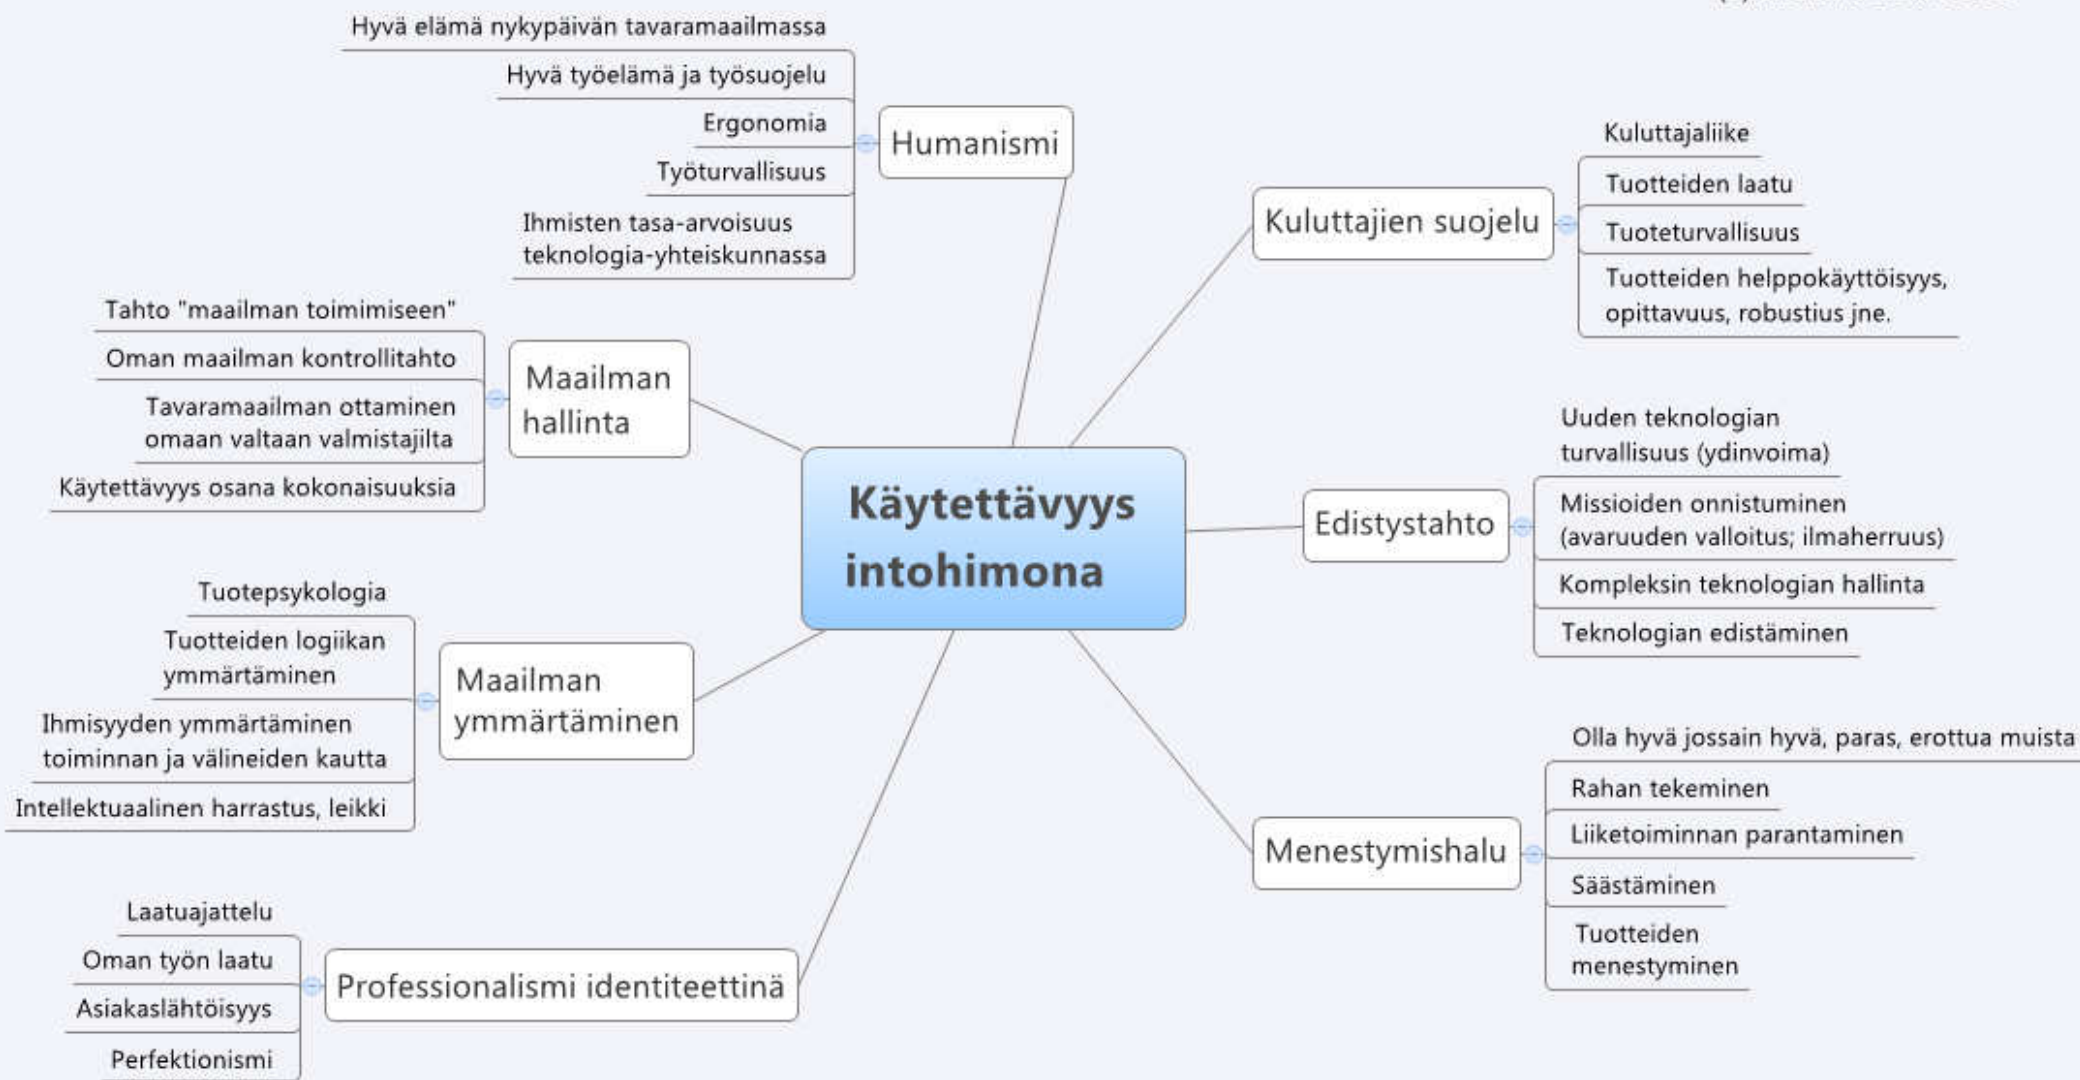 Hyvä elämä nykypäivän tavaramaailmassa
Hyvä työelämä ja työsuojelu
Ergonomia
Työturvallisuus
Ihmisten tasa-arvoisuus
teknologia-yhteiskunnassa
Humanismi
Kuluttajien suojelu
Kuluttajaliike
Tuotteiden laatu
Tuoteturvallisuus
Tuotteiden helppokäyttöisyys,
opittavuus, robustius jne.
Tahto "maailman toimimiseen"
Oman maailman kontrollitahto
Tavaramaailman ottaminen
omaan valtaan valmistajilta
Käytettävyys osana kokonaisuuksia
Maailman
hallinta
Käytettävyys
intohimona
Edistystahto
Uuden teknologian
turvallisuus (ydinvoima)
Missioiden onnistuminen
(avaruuden valloitus; ilmaherruus)
Kompleksin teknologian hallinta
Teknologian edistäminen
Tuotepsykologia
Tuotteiden logiikan
ymmärtäminen
Ihmisyyden ymmärtäminen
toiminnan ja välineiden kautta
Intellektuaalinen harrastus, leikki
Maailman
ymmärtäminen
Menestymishalu
Olla hyvä jossain hyvä, paras, erottua muista
Rahan tekeminen
Liiketoiminnan parantaminen
Säästäminen
Tuotteiden
menestyminen
Laatuajattelu
Oman työn laatu
Asiakaslähtöisyys
Perfektionismi
Professionalismi identiteettinä